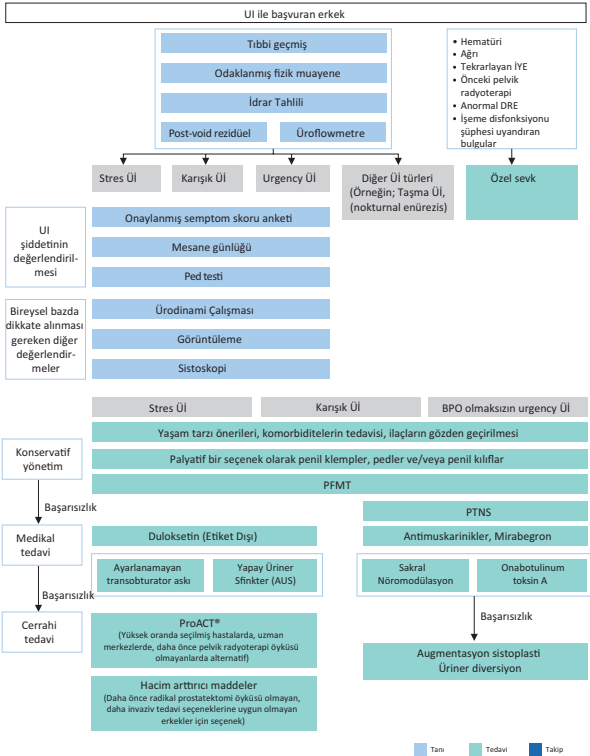 UI ile başvuran erkek
Tıbbi geçmiş
Odaklanmış fizik muayene
İdrar Tahlili
Post-void rezidüel
Üroflowmetre
• Hematüri
• Ağrı
• Tekrarlayan İYE
• Önceki pelvik
radyoterapi
• Anormal DRE
• İşeme disfonksiyonu
şüphesi uyandıran
bulgular
Stres Üİ
Karışık Üİ
Urgency Üİ
Diğer Üİ türleri
(Örneğin; Taşma Üİ,
(noktural enürezis)
Özel sevk
UI
şiddetinin
değerlendiril-
mesi
Onaylanmış semptom skoru anketi
Mesane günlüğü
Ped testi
Bireysel bazda
dikkate alınması
gereken diğer
değerlendir-
meler
Ürodinami Çalışması
Görüntüleme
Sistoskopi
Stres Üİ
Karışık Üİ
BPO olmaksızın urgency Üİ
Konservatif
yönetim
Yaşam tarzı önerileri, komorbiditelerin tedavisi, ilaçların gözden geçirilmesi
Palyatif bir seçenek olarak penil klempler, pedler ve/veya penil kılıflar
PFMT
Başarısızlık
PTNS
Medikal
tedavi
Duloksetin (Etiket Dışı)
Antimuskarinikler, Mirabegron
Ayarlanamayan
transobturator askı
Yapay Üriner
Sfinkter (AUS)
Sakral
Nöromodülasyon
Onabotulinum
toksin A
Başarısızlık
Cerrahi
tedavi
ProACT®
(Yüksek oranda seçilmiş hastalarda, uzman
merkezlerde, daha önce pelvik radyoterapi öyküsü
olmayanlarda alternatif)
Başarısızlık
Augmentasyon sistoplasti
Üriner diversiyon
Hacim arttırıcı maddeler
(Daha önce radikal prostatektomi öyküsü olmayan,
daha invaziv tedavi seçeneklerine uygun olmayan
erkekler için seçenek)
Tanı
Tedavi
Takip